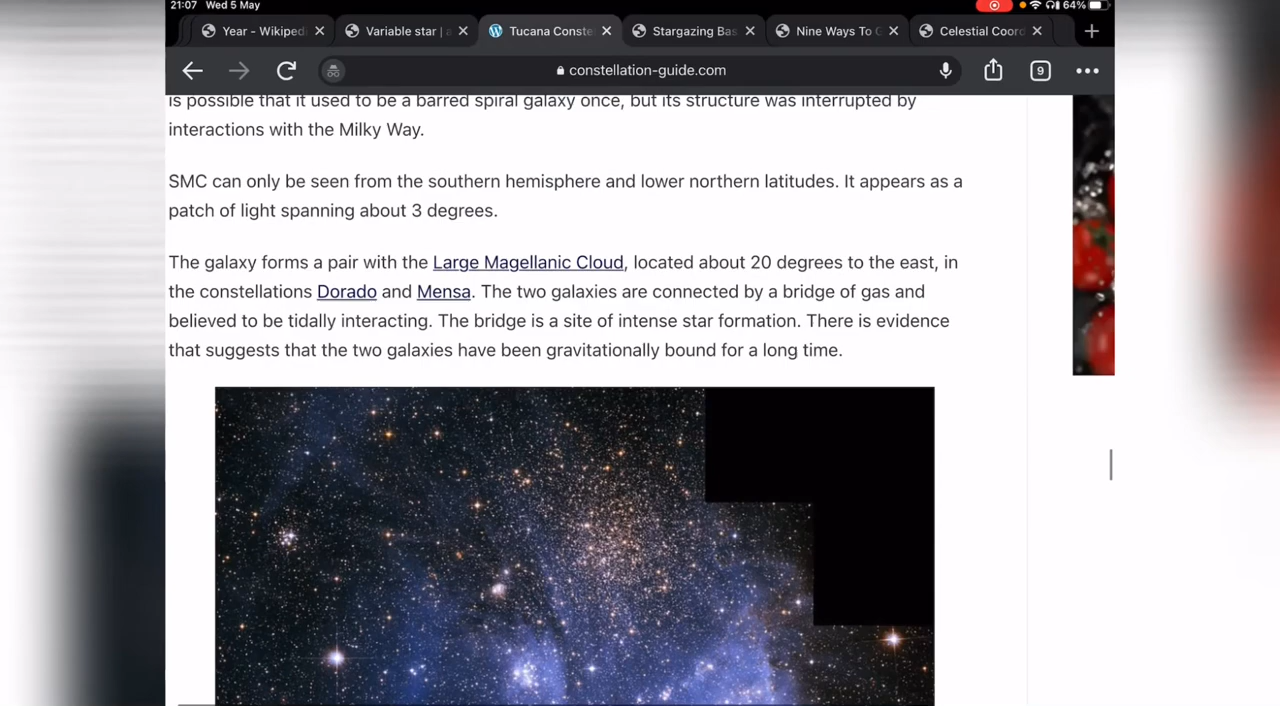 21:07 Wed 5 May 64%
Year - Wikiped Variable star | a Tucana Conste Stargazing Bas Nine Ways To G Celestial Coord
constellation-guide.com 9
is possible that it used to be a barred spiral galaxy once, but its structure was interrupted by
interactions with the Milky Way.
SMC can only be seen from the southern hemisphere and lower northern latitudes. It appears as a
patch of light spanning about 3 degrees.
The galaxy forms a pair with the Large Magellanic Cloud, located about 20 degrees to the east, in
the constellations Dorado and Mensa. The two galaxies are connected by a bridge of gas and
believed to be tidally interacting. The bridge is a site of intense star formation. There is evidence
that suggests that the two galaxies have been gravitationally bound for a long time.